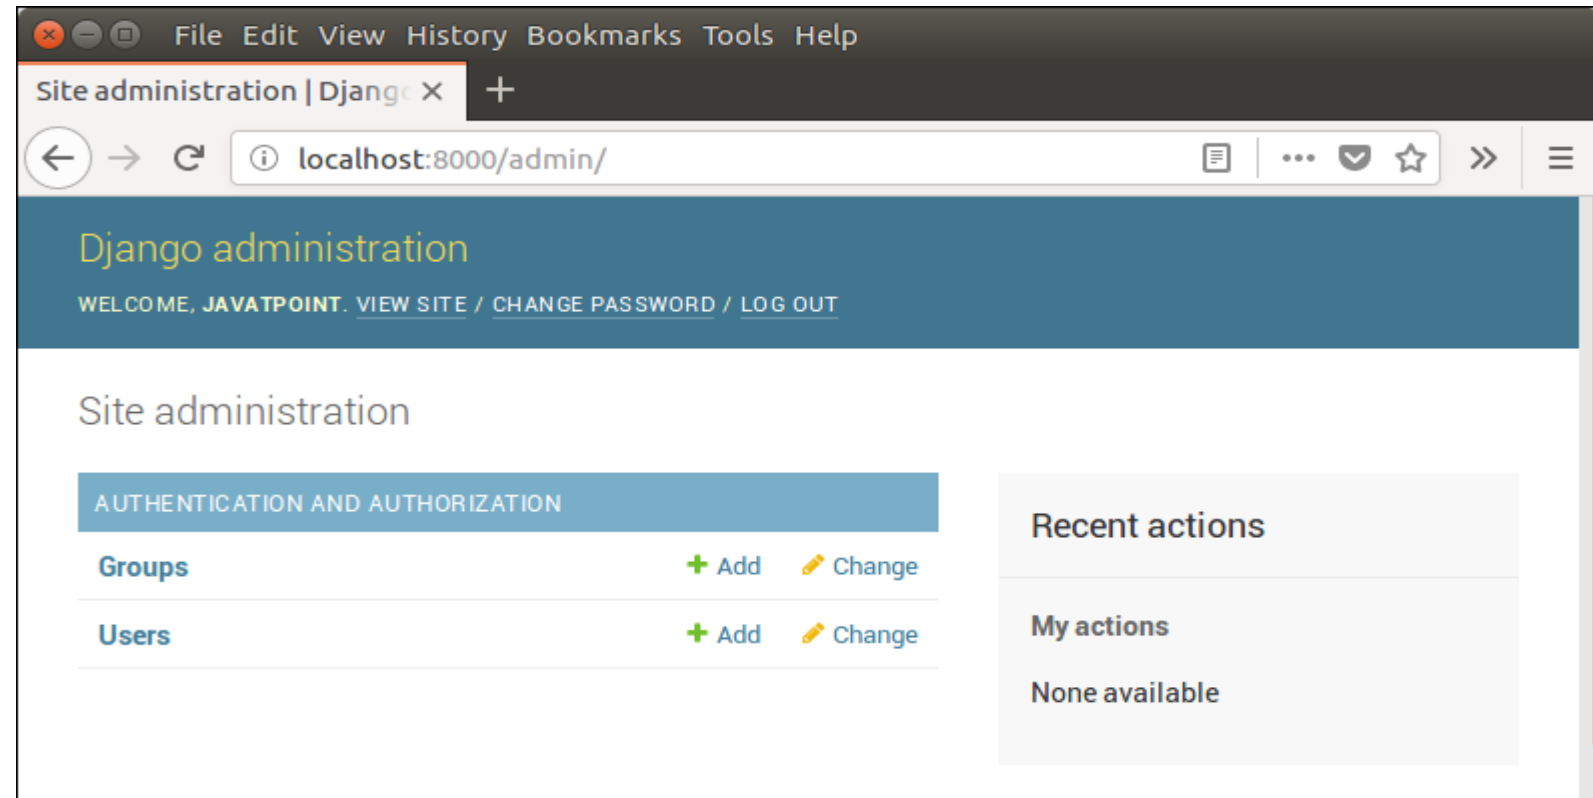 File Edit View History Bookmarks Tools Help
Site administration | Django
localhost:8000/admin/
Django administration
WELCOME, JAVATPOINT. VIEW SITE / CHANGE PASSWORD / LOG OUT
Site administration
AUTHENTICATION AND AUTHORIZATION
Groups Add Change
Users Add Change
Recent actions
My actions
None available